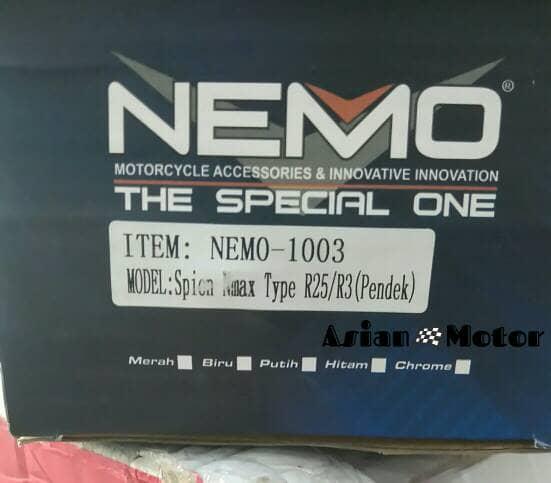 NEMO®
MOTORCYCLE ACCESSORIES & INNOVATIVE INNOVATION
THE SPECIAL ONE
ITEM: NEMO-1003
MODEL:Spion Nmax Type R25/R3(Pendek)
Asian Motor
Merah Biru Putih Hitam Chrome